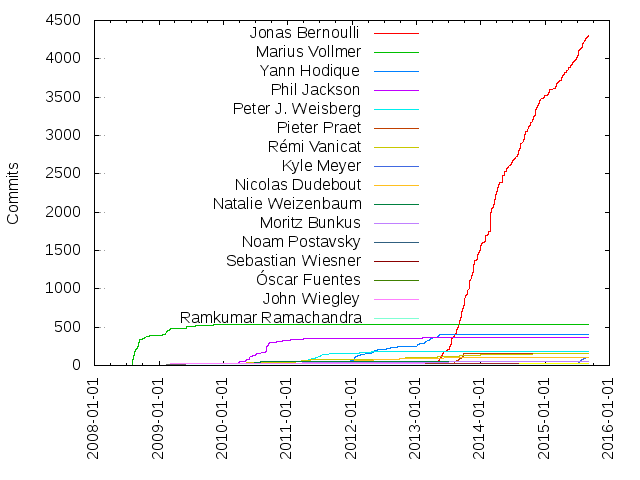 4500
4000
3500
3000
2500
2000
1500
1000
500
0
Commits
Jonas Bernoulli
Marius Vollmer
Yann Hodique
Phil Jackson
Peter J. Weisberg
Pieter Praet
Rémi Vanicat
Kyle Meyer
Nicolas Dudebout
Natalie Weizenbaum
Moritz Bunkus
Noam Postavsky
Sebastian Wiesner
Óscar Fuentes
John Wiegley
Ramkumar Ramachandra
2008-01-01
2009-01-01
2010-01-01
2011-01-01
2012-01-01
2013-01-01
2014-01-01
2015-01-01
2016-01-01